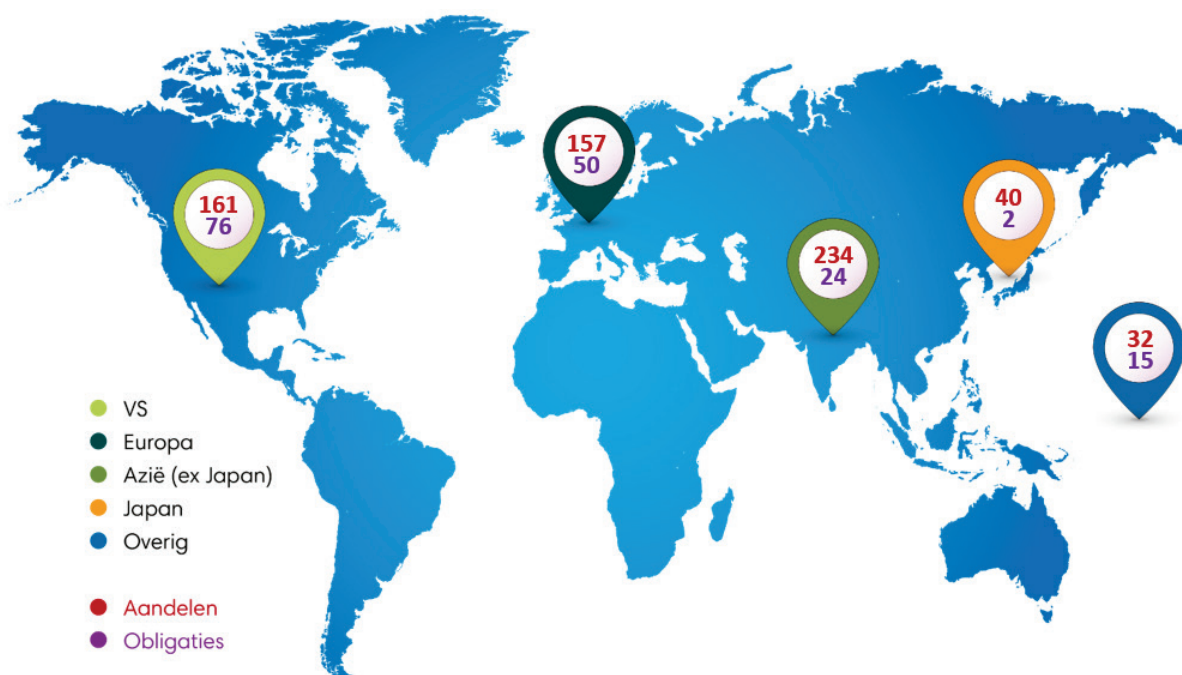 157
50
161
76
40
2
234
24
32
15
VS
Europa
Azië (ex Japan)
Japan
Overig
Aandelen
Obligaties